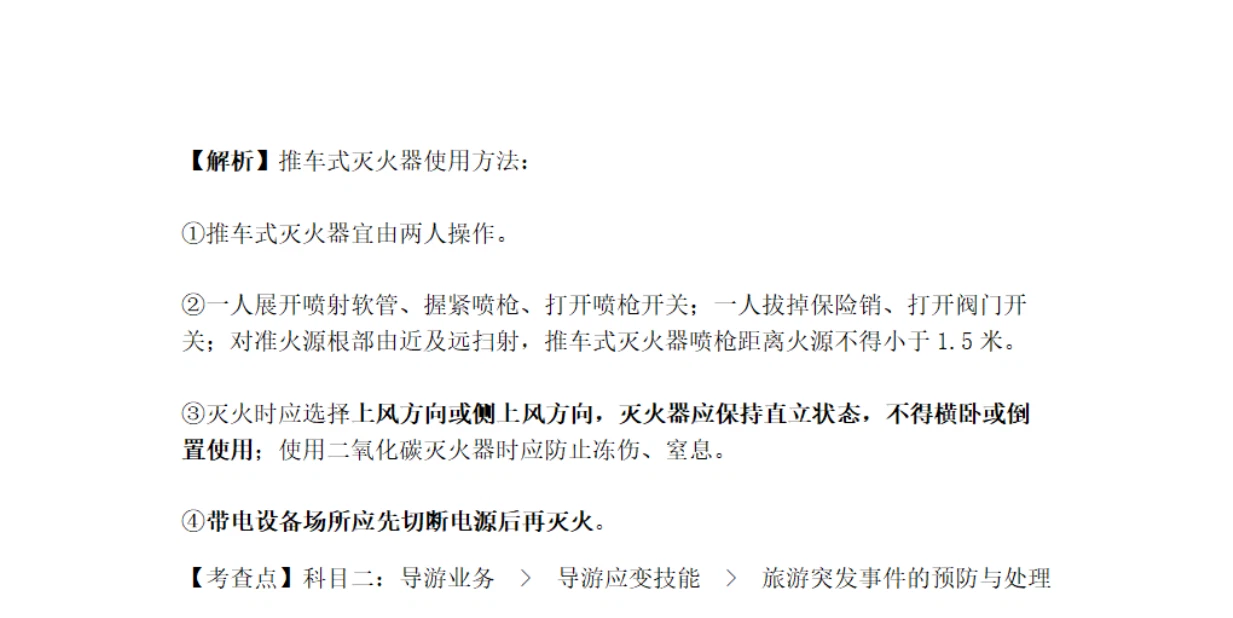 【解析】推车式灭火器使用方法：
①推车式灭火器宜由两人操作。
②一人展开喷射软管、握紧喷枪、打开喷枪开关；一人拔掉保险销、打开阀门开
关；对准火源根部由近及远扫射，推车式灭火器喷枪距离火源不得小于 1.5 米。
③灭火时应选择上风方向或侧上风方向，灭火器应保持直立状态，不得横卧或倒
置使用；使用二氧化碳灭火器时应防止冻伤、窒息。
④带电设备场所应先切断电源后再灭火。
【考查点】科目二：导游业务 > 导游应变技能 > 旅游突发事件的预防与处理